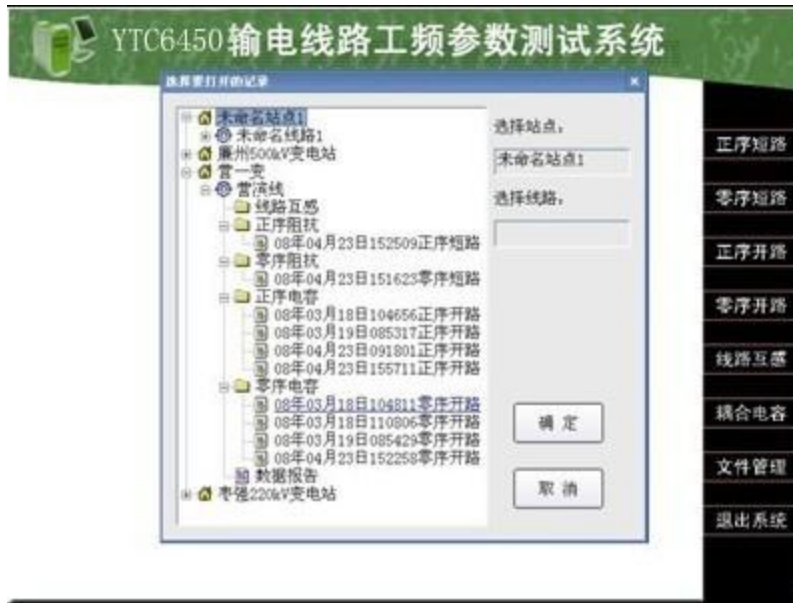 YTC6450输电线路工频参数测试系统
选择要打开的记录
未命名站点1
未命名线路1
廉州500kV变电站
营一变
营滨线
线路互感
正序阻抗
08年04月23日152509正序短路
零序阻抗
08年04月23日151623零序短路
正序电容
08年03月18日104656正序开路
08年03月19日085317正序开路
08年04月23日091801正序开路
08年04月23日155711正序开路
零序电容
08年03月18日104811零序开路
08年03月18日110806零序开路
08年03月19日085429零序开路
08年04月23日152258零序开路
数据报告
枣强220kV变电站
选择站点:
未命名站点1
选择线路:
确 定
取 消
正序短路
零序短路
正序开路
零序开路
线路互感
耦合电容
文件管理
退出系统